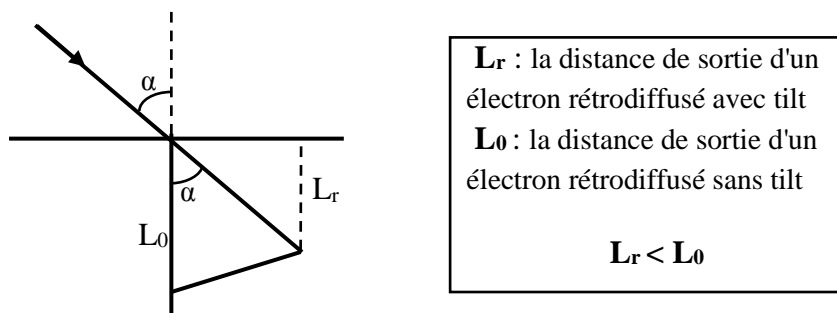 α
α
L₀
Lᵣ
Lᵣ : la distance de sortie d'un
électron rétrodiffusé avec tilt
L₀ : la distance de sortie d'un
électron rétrodiffusé sans tilt
Lᵣ < L₀